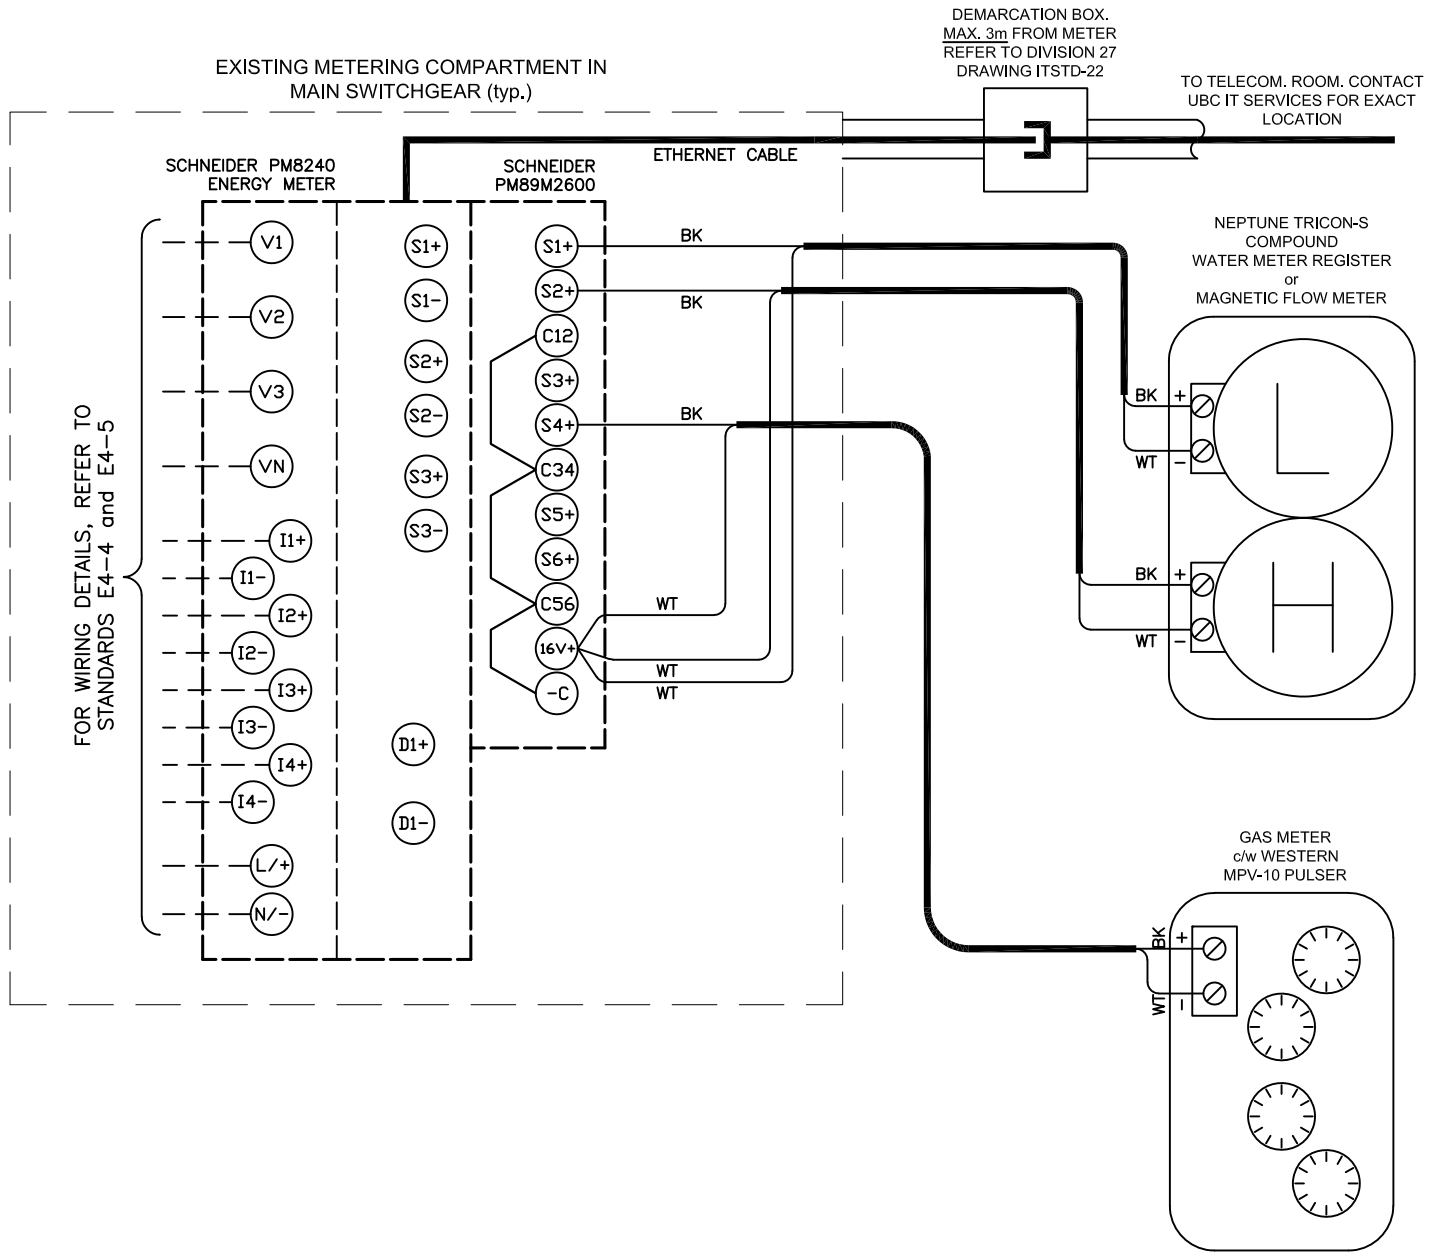 DEMARCATION BOX.
MAX. 3m FROM METER
REFER TO DIVISION 27
DRAWING ITSTD-22
EXISTING METERING COMPARTMENT IN
MAIN SWITCHGEAR (typ.)
TO TELECOM. ROOM. CONTACT
UBC IT SERVICES FOR EXACT
LOCATION
ETHERNET CABLE
SCHNEIDER PM8240
ENERGY METER
SCHNEIDER
PM89M2600
NEPTUNE TRICON-S
COMPOUND
WATER METER REGISTER
or
MAGNETIC FLOW METER
FOR WIRING DETAILS, REFER TO
STANDARDS E4-4 and E4-5
V1
V2
V3
VN
I1+
I1-
I2+
I2-
I3+
I3-
I4+
I4-
L/+
N/-
S1+
S1-
S2+
S2-
S3+
S3-
D1+
D1-
S1+
S2+
C12
S3+
S4+
C34
S5+
S6+
C56
16V+
-C
BK
BK
BK
WT
WT
WT
BK +
WT -
L
BK +
WT -
H
GAS METER
c/w WESTERN
MPV-10 PULSER
BK +
WT -